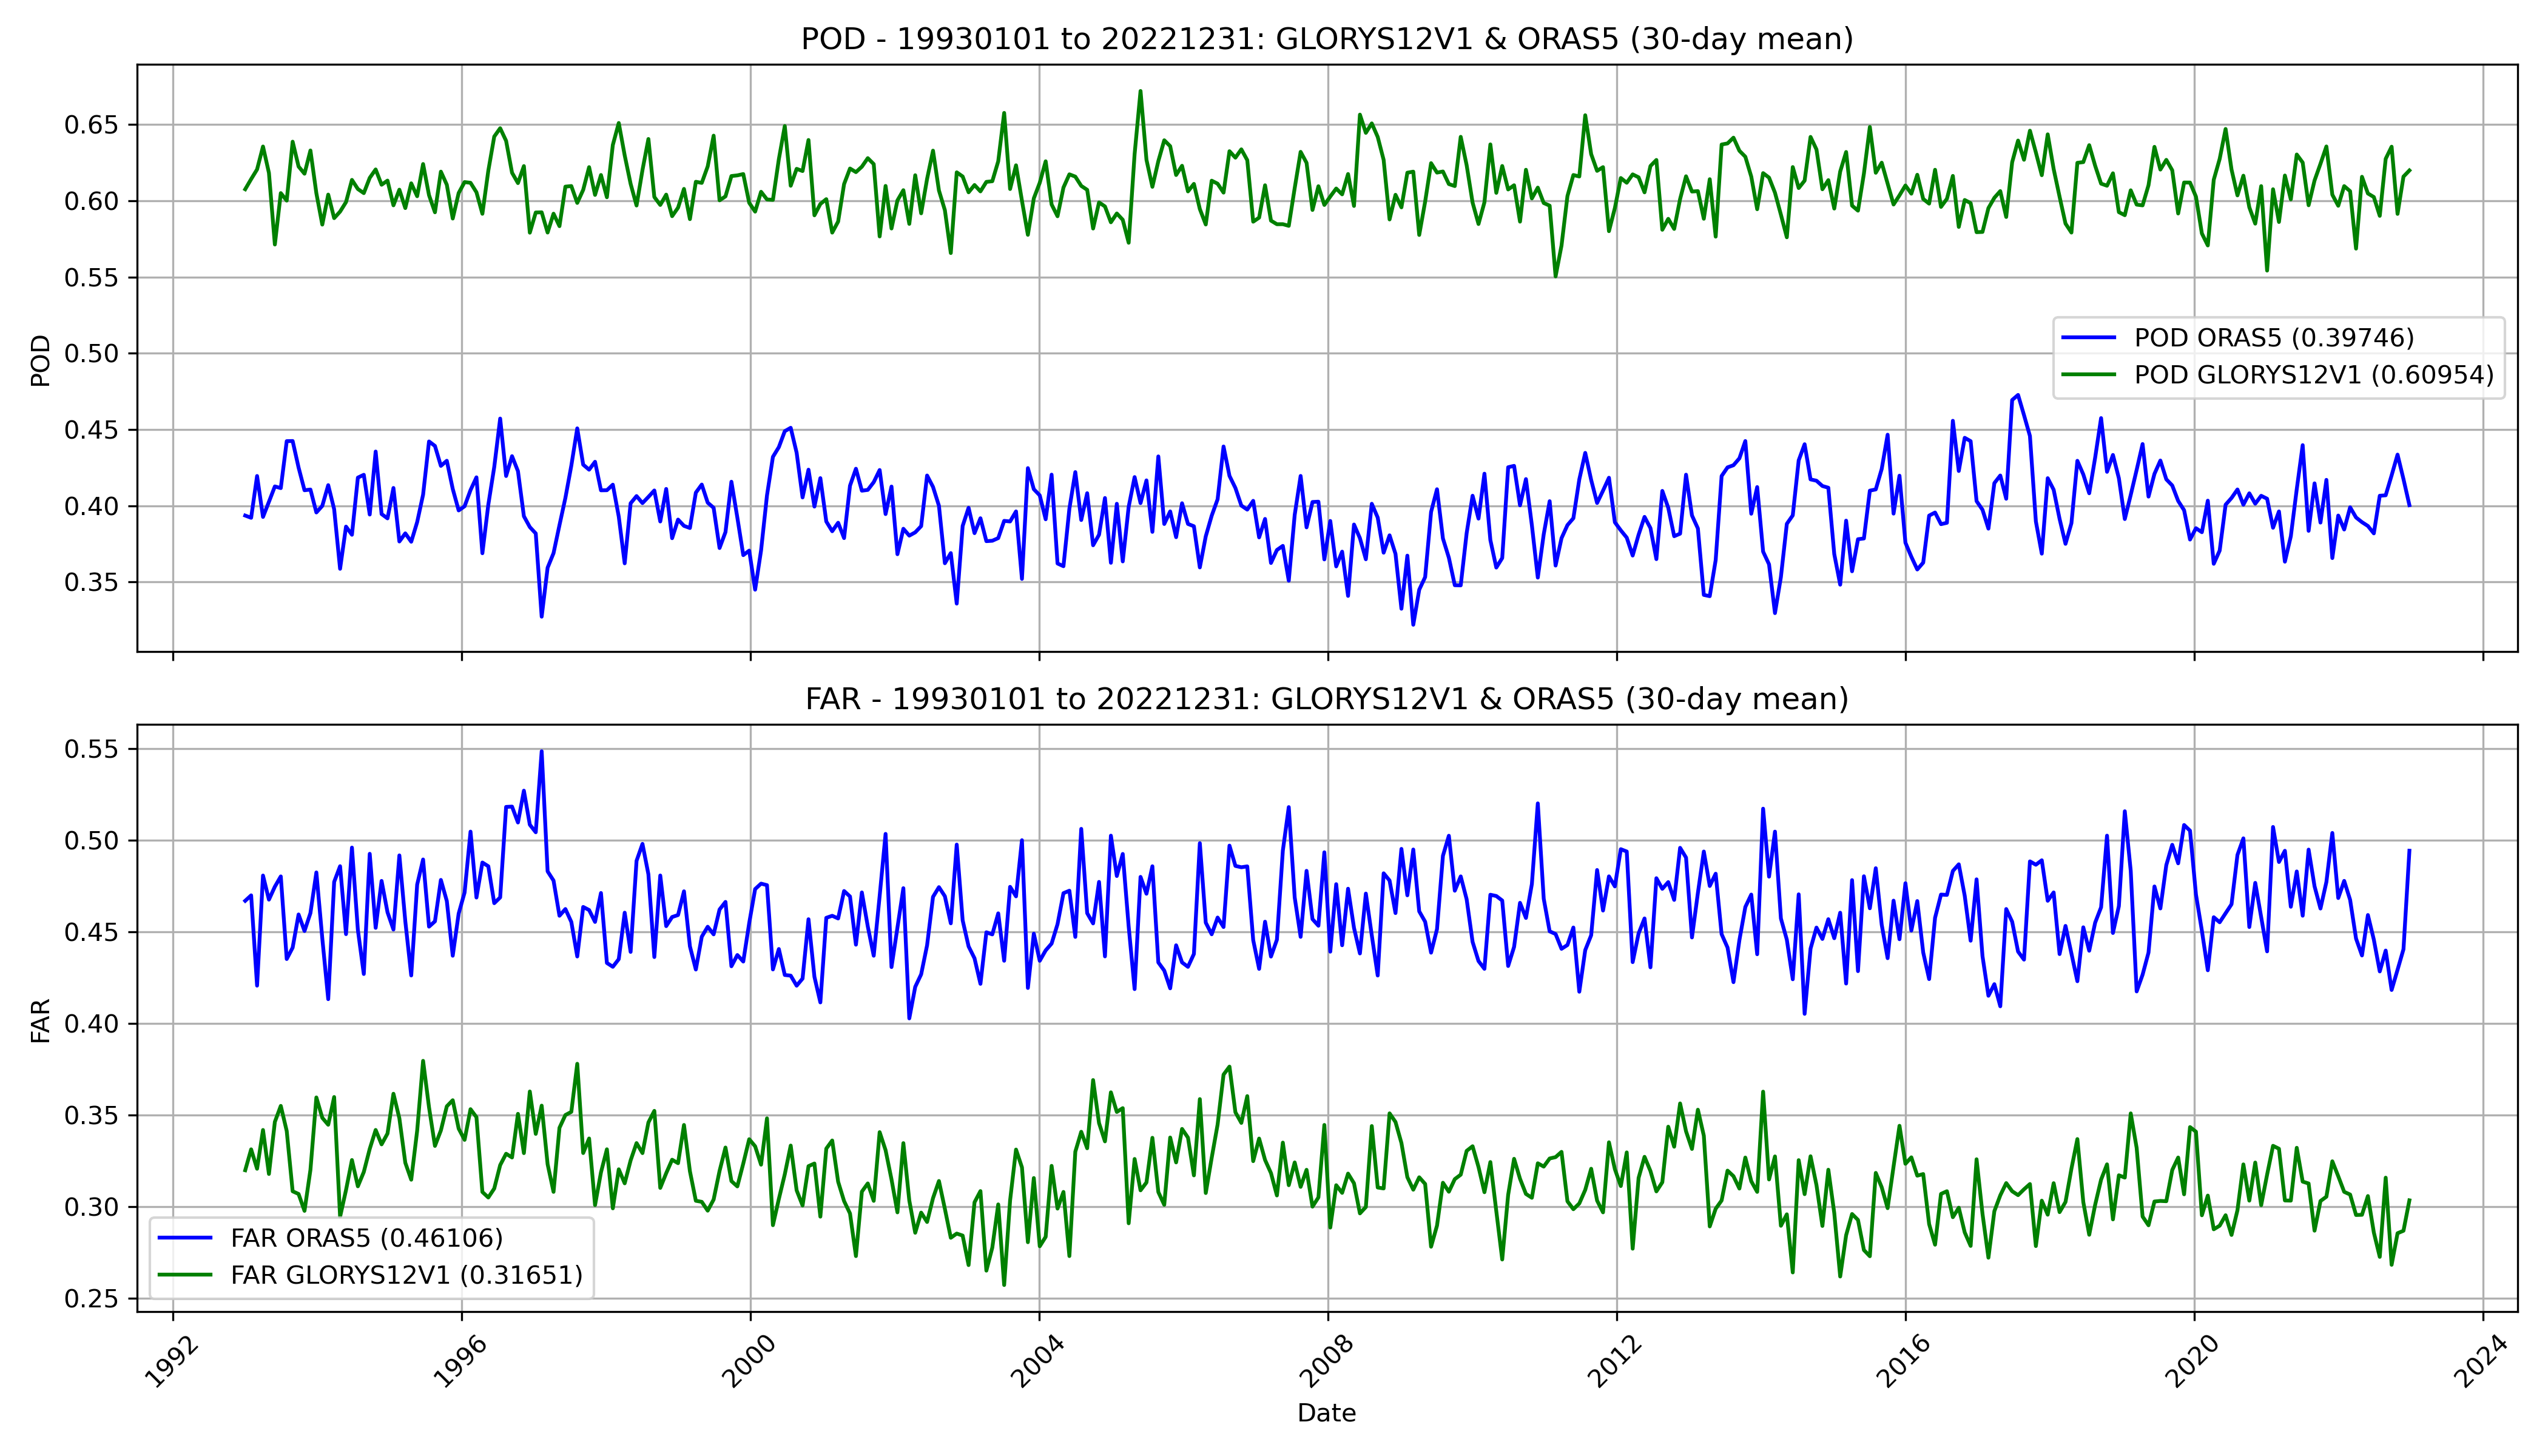 POD - 19930101 to 20221231: GLORYS12V1 & ORAS5 (30-day mean)
POD
0.65
0.60
0.55
0.50
0.45
0.40
0.35
POD ORAS5 (0.39746)
POD GLORYS12V1 (0.60954)
FAR - 19930101 to 20221231: GLORYS12V1 & ORAS5 (30-day mean)
FAR
0.55
0.50
0.45
0.40
0.35
0.30
0.25
FAR ORAS5 (0.46106)
FAR GLORYS12V1 (0.31651)
1992
1996
2000
2004
2008
2012
2016
2020
2024
Date